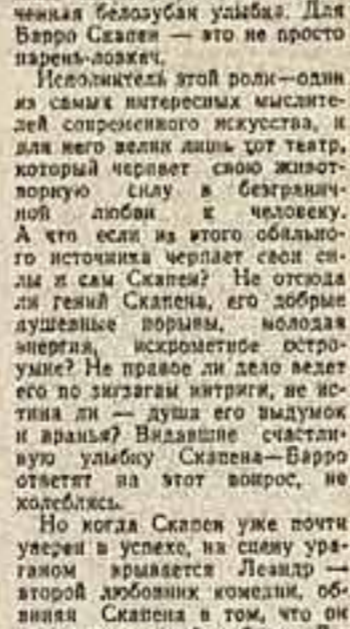 ченная белозубая улыбка. Для
Барро Скапен — это не просто
парень-ловкач.
Исполнитель этой роли—один
из самых интересных мыслите-
лей современного искусства, и
для него велик лишь тот театр,
который черпает свою живот-
ворную силу в безгранич-
ной любви к человеку.
А что если из этого обильно-
го источника черпает свои си-
лы и сам Скапен? Не отсюда
ли гений Скапена, его добрые
душевные порывы, молодая
энергия, искрометное остро-
умие? Не правое ли дело ведет
его по зигзагам интриги, не ис-
тина ли — душа его выдумок
и вранья? Видавшие счастли-
вую улыбку Скапена—Барро
ответят на этот вопрос, не
колеблясь.
Но когда Скапен уже почти
уверен в успехе, на сцену ура-
ганом врывается Леандр —
второй любовник комедии, об-
виняя Скапена в том, что он